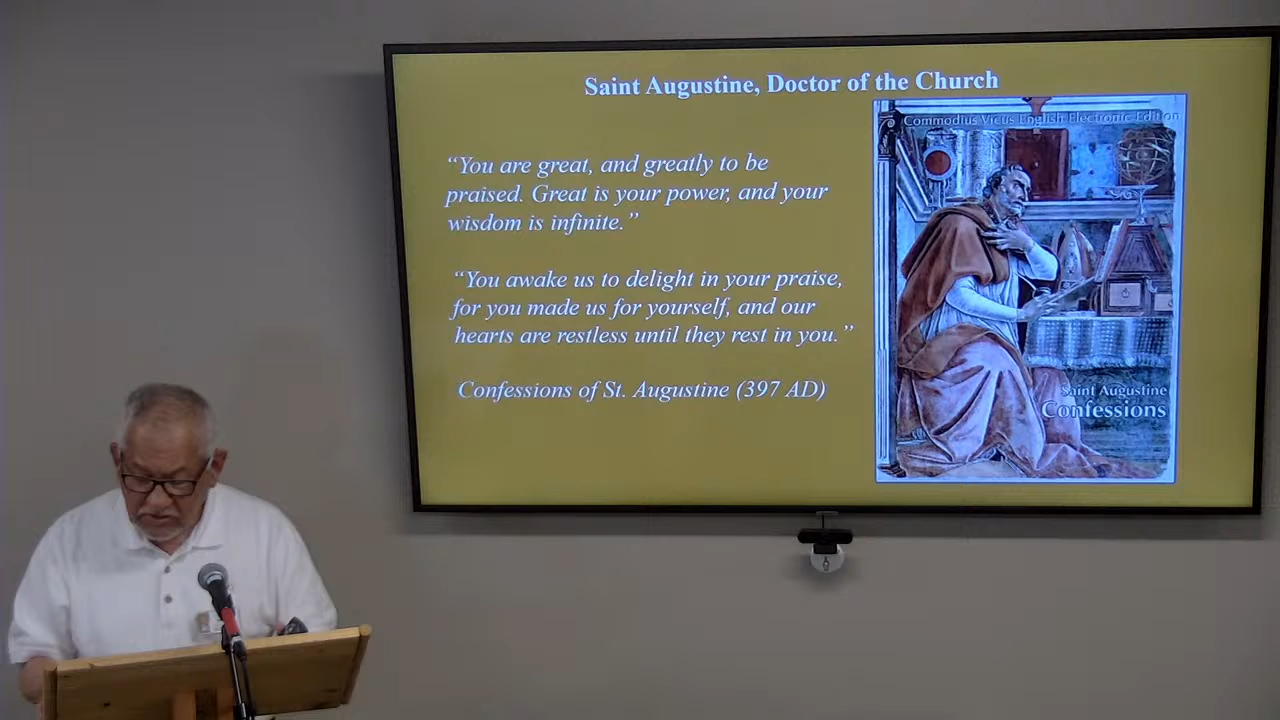 Saint Augustine, Doctor of the Church
Commodius Vicus English Electronic Edition
“You are great, and greatly to be
praised. Great is your power, and your
wisdom is infinite.”
“You awake us to delight in your praise,
for you made us for yourself, and our
hearts are restless until they rest in you.”
Confessions of St. Augustine (397 AD)
Saint Augustine
Confessions